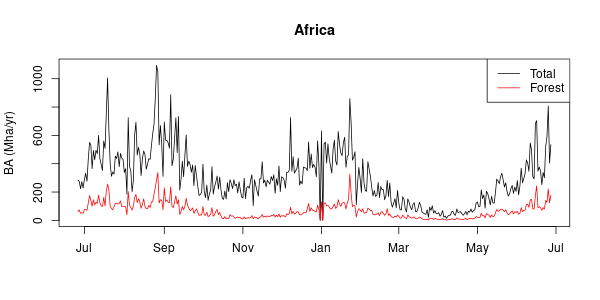 Africa
BA (Mha/yr)
1000
600
200
0
Total
Forest
Jul
Sep
Nov
Jan
Mar
May
Jul